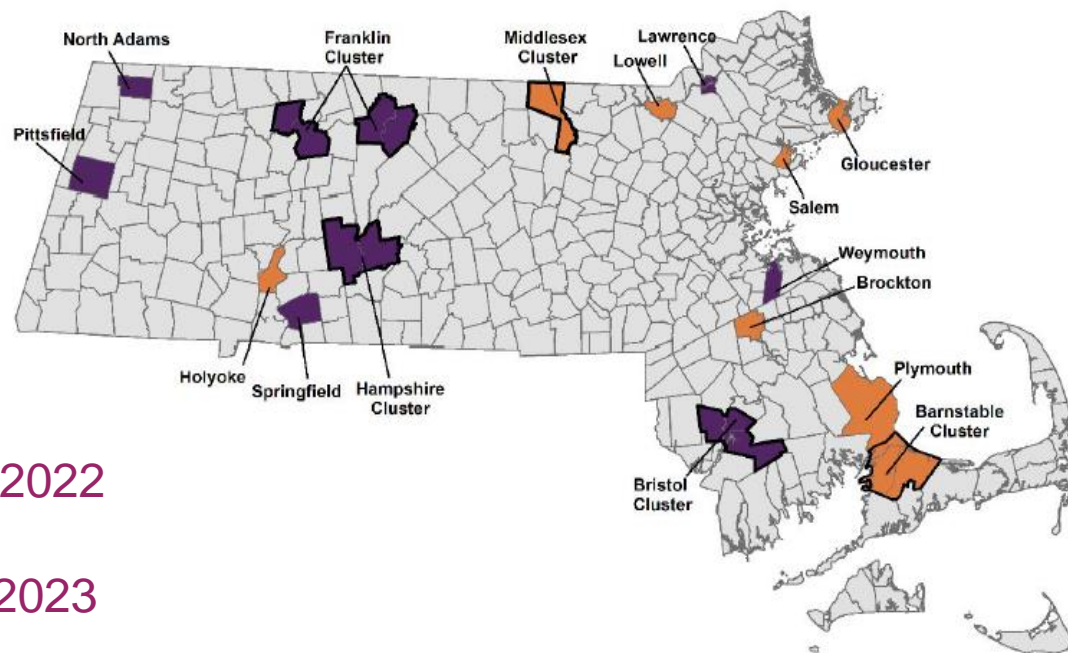 North Adams
Franklin
Cluster
Middlesex
Cluster
Lawrence
Lowell
Pittsfield
Gloucester
Salem
Weymouth
Brockton
Holyoke
Springfield
Hampshire
Cluster
Plymouth
Barnstable
Cluster
Bristol
Cluster
2022
2023